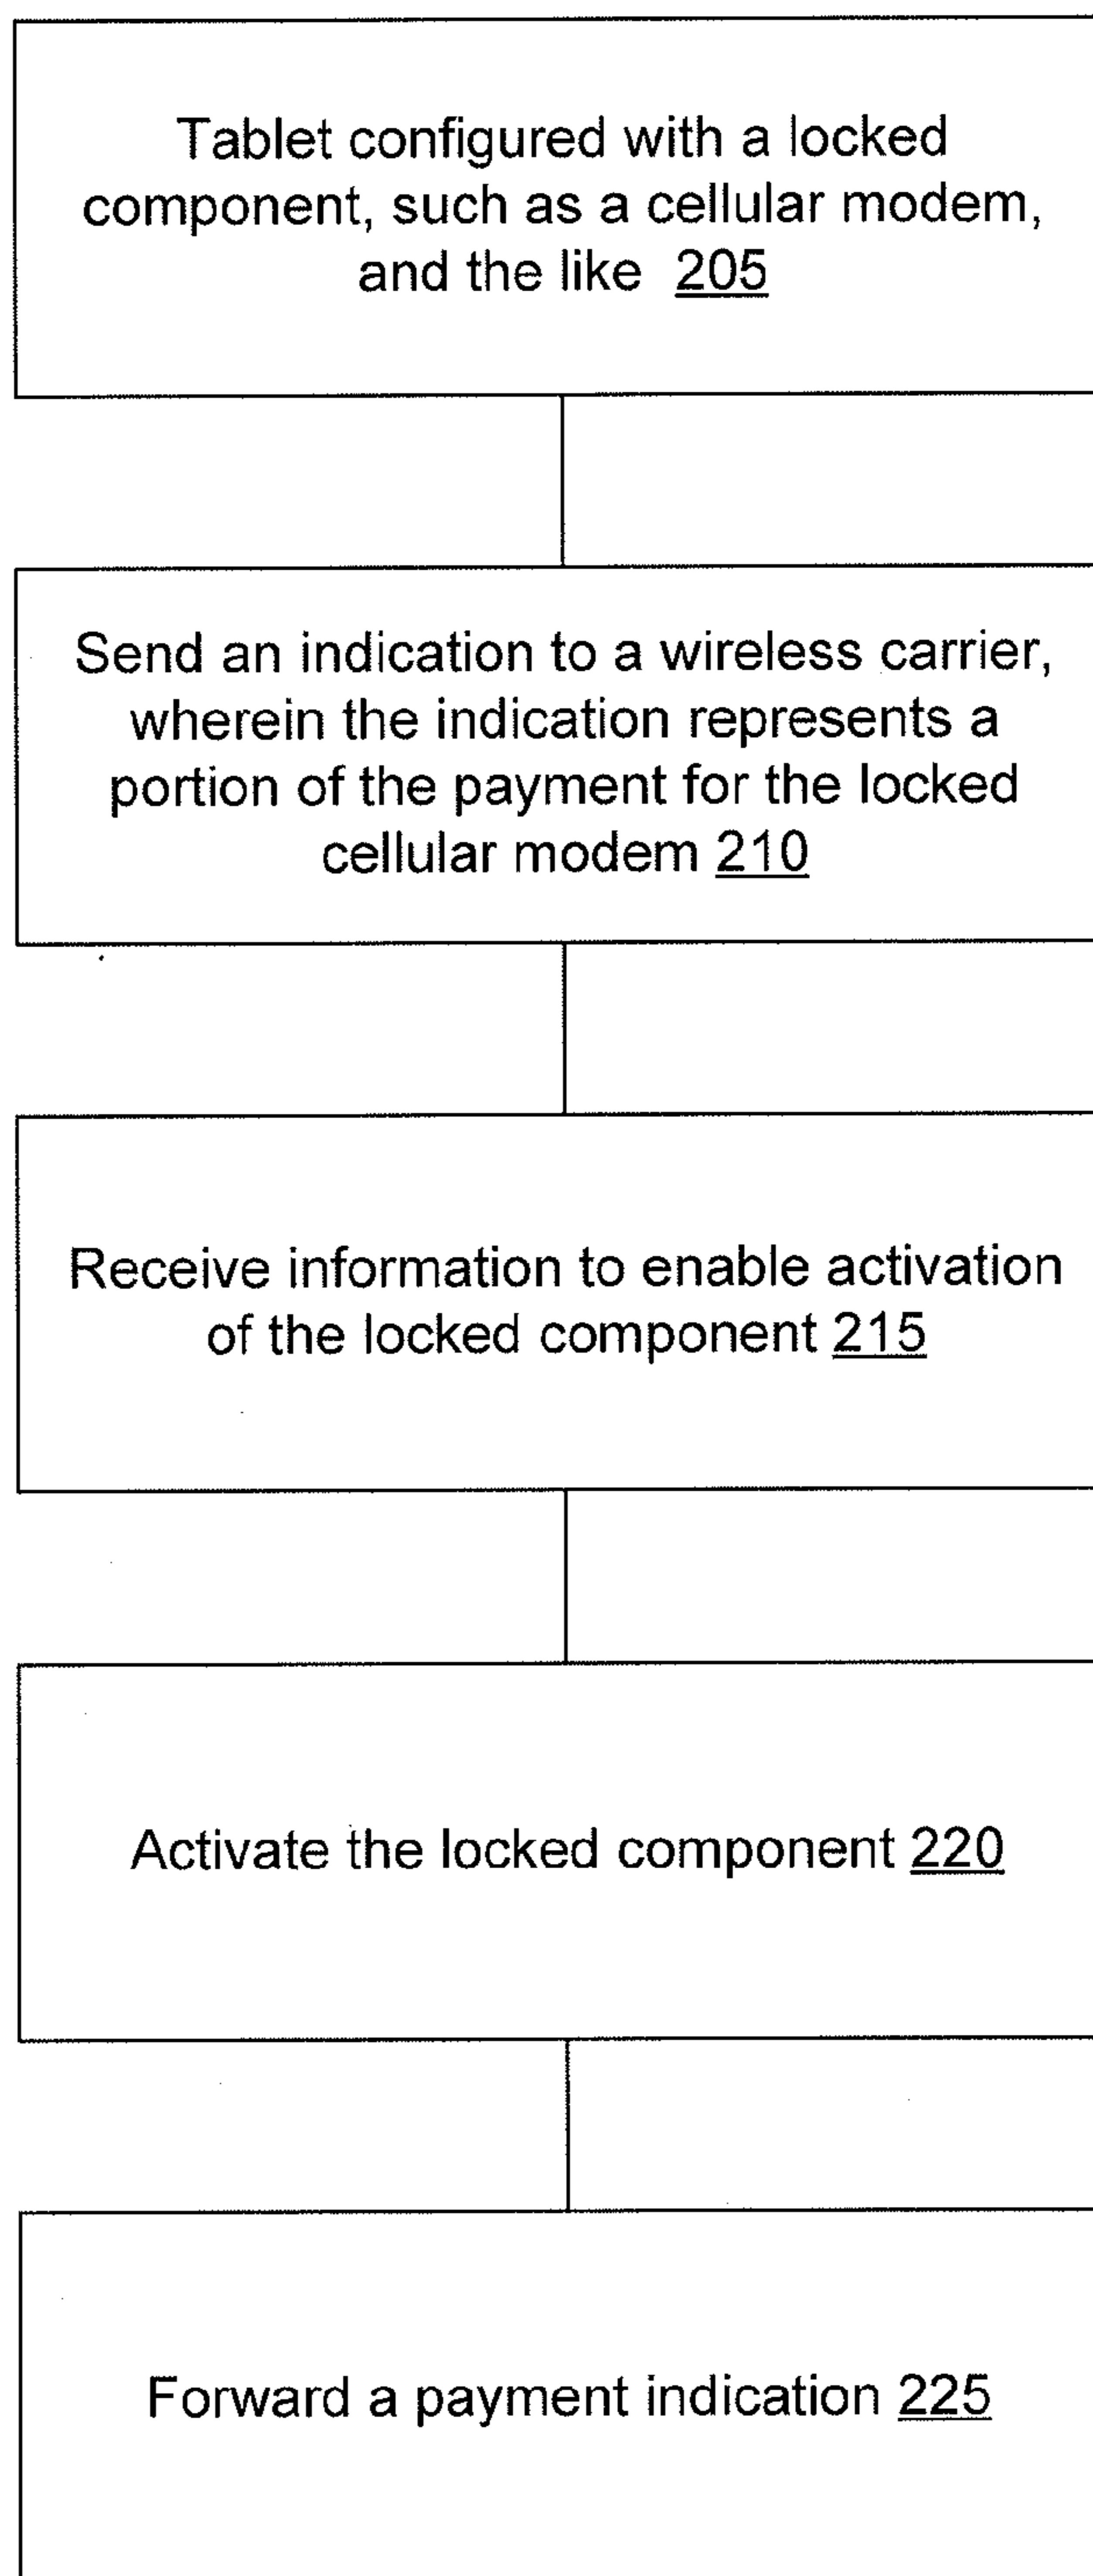 Tablet configured with a locked
component, such as a cellular modem,
and the like 205
Send an indication to a wireless carrier,
wherein the indication represents a
portion of the payment for the locked
cellular modem 210
Receive information to enable activation
of the locked component 215
Activate the locked component 220
Forward a payment indication 225